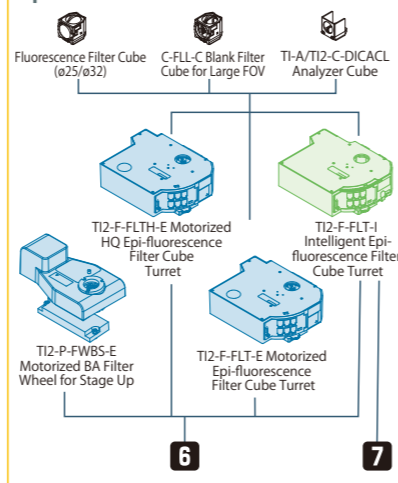 Fluorescence Filter Cube
(ø25/ø32)
C-FLL-C Blank Filter
Cube for Large FOV
TI-A/TI2-C-DICACL
Analyzer Cube
TI2-F-FLTH-E Motorized
HQ Epi-fluorescence
Filter Cube
Turret
TI2-F-FLT-I
Intelligent Epi-
fluorescence Filter
Cube Turret
TI2-P-FWBS-E
Motorized BA Filter
Wheel for Stage Up
TI2-F-FLT-E Motorized
Epi-fluorescence
Filter Cube Turret
6
7